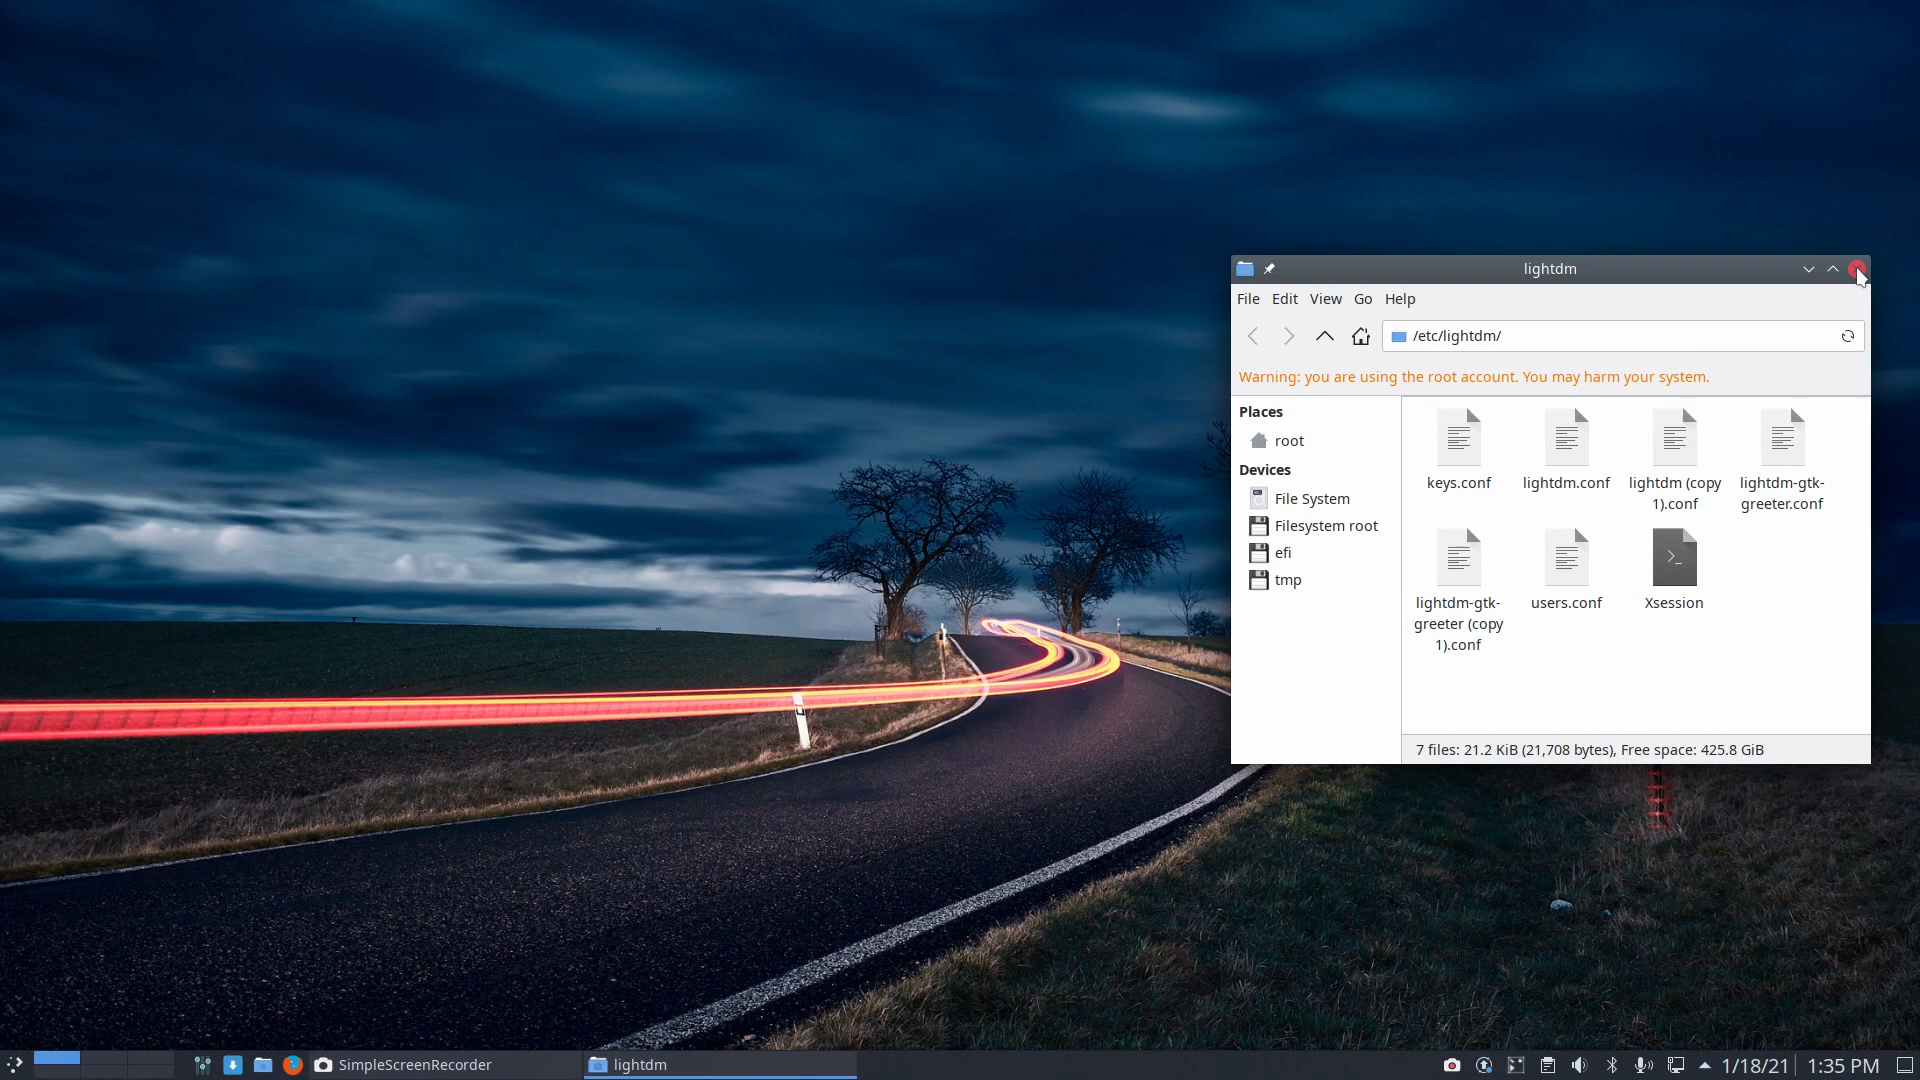 lightdm
File Edit View Go Help
/etc/lightdm/
Warning: you are using the root account. You may harm your system.
Places
root
Devices
File System
Filesystem root
efi
tmp
keys.conf
lightdm.conf
lightdm (copy
1).conf
lightdm-gtk-
greeter.conf
lightdm-gtk-
greeter (copy
1).conf
users.conf
Xsession
7 files: 21.2 KiB (21,708 bytes), Free space: 425.8 GiB
SimpleScreenRecorder
lightdm
1/18/21
1:35 PM